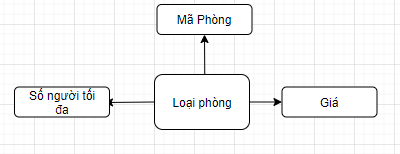 Mã Phòng
Số người tối
đa
Loại phòng
Giá